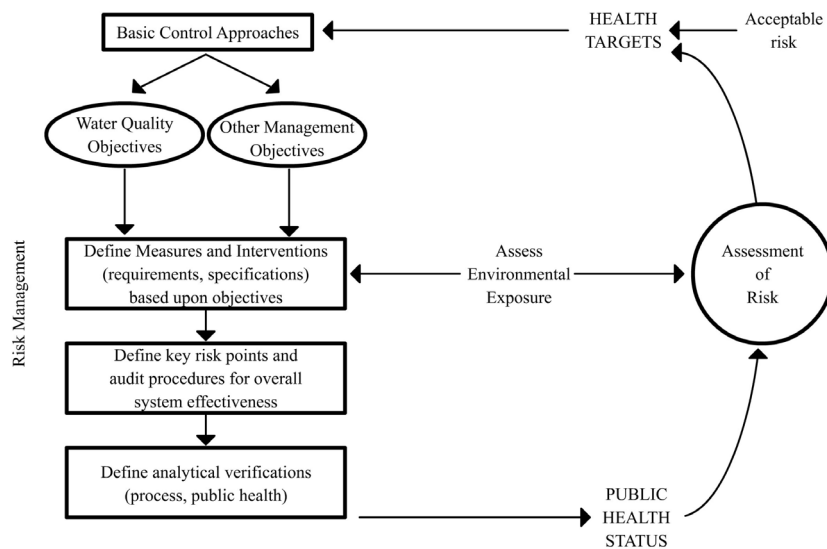 Basic Control Approaches
HEALTH
TARGETS
Acceptable
risk
Water Quality
Objectives
Other Management
Objectives
Risk Management
Define Measures and Interventions
(requirements, specifications)
based upon objectives
Assess
Environmental
Exposure
Assessment
of
Risk
Define key risk points and
audit procedures for overall
system effectiveness
Define analytical verifications
(process, public health)
PUBLIC
HEALTH
STATUS